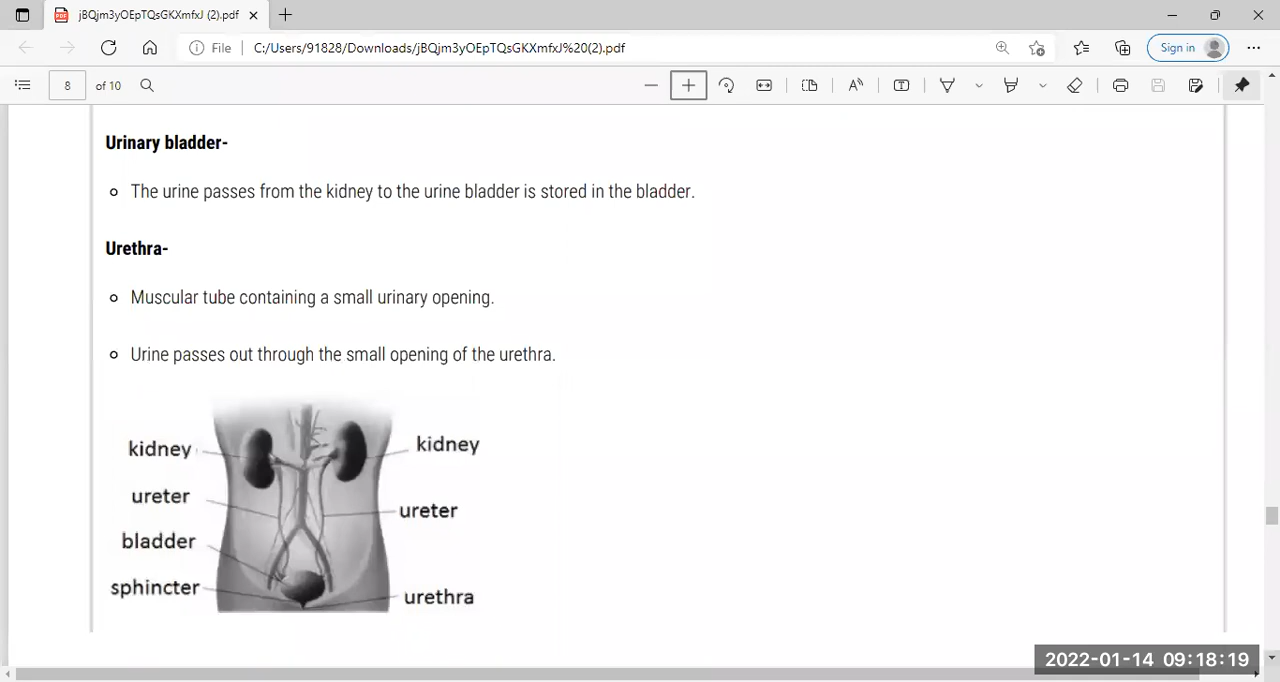 jBQjm3yOEpTQsGKXmfxJ (2).pdf
File C:/Users/91828/Downloads/jBQjm3yOEpTQsGKXmfxJ%20(2).pdf Sign in
8 of 10
Urinary bladder-
The urine passes from the kidney to the urine bladder is stored in the bladder.
Urethra-
Muscular tube containing a small urinary opening.
Urine passes out through the small opening of the urethra.
kidney kidney
ureter ureter
bladder
sphincter urethra
2022-01-14 09:18:19